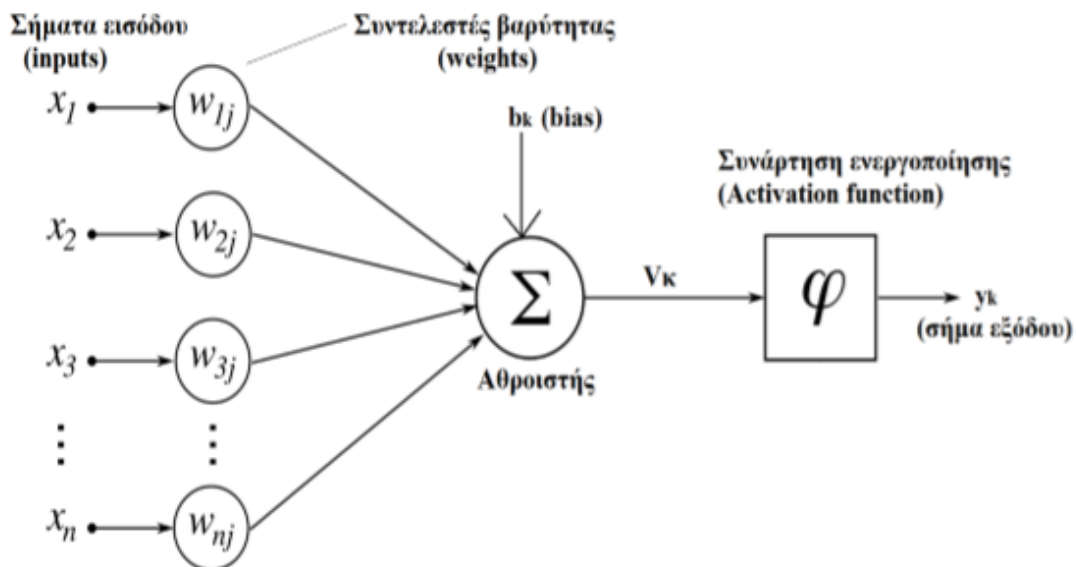 Σήματα εισόδου
(inputs)
Συντελεστές βαρύτητας
(weights)
x1
w1j
bk (bias)
Συνάρτηση ενεργοποίησης
(Activation function)
x2
w2j
Σ
Vκ
φ
yk
(σήμα εξόδου)
x3
w3j
Αθροιστής
xn
wnj